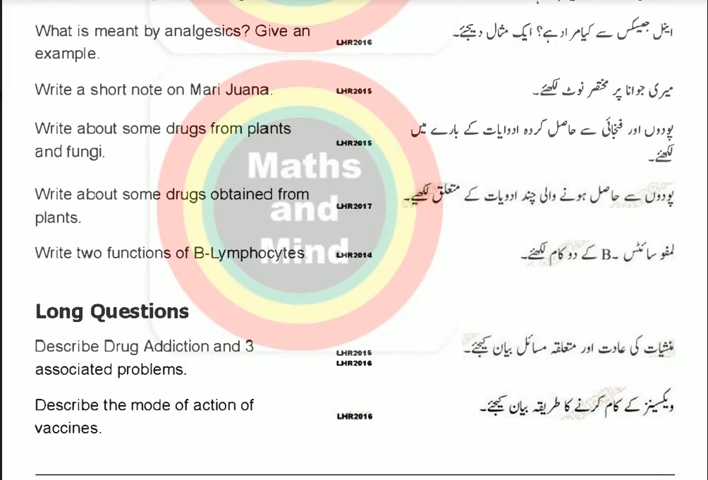 What is meant by analgesics? Give an
example.
LHR2016
اینل جیسکس سے کیا مراد ہے؟ ایک مثال دیجئے۔
Write a short note on Mari Juana.
LHR2015
میری جوانا پر مختصر نوٹ لکھئے۔
Write about some drugs from plants
and fungi.
LHR2015
پودوں اور فنجائی سے حاصل کردہ ادوایات کے بارے میں
لکھئے۔
Write about some drugs obtained from
plants.
LHR2017
پودوں سے حاصل ہونے والی چند ادویات کے متعلق لکھیے۔
Write two functions of B-Lymphocytes.
LHR2014
لمفو سائٹس -B کے دو کام لکھئے۔
Maths
and
Mind
Long Questions
Describe Drug Addiction and 3
associated problems.
LHR2015
LHR2016
منشیات کی عادت اور متعلقہ مسائل بیان کیجئے۔
Describe the mode of action of
vaccines.
LHR2016
ویکسینز کے کام کرنے کا طریقہ بیان کیجئے۔